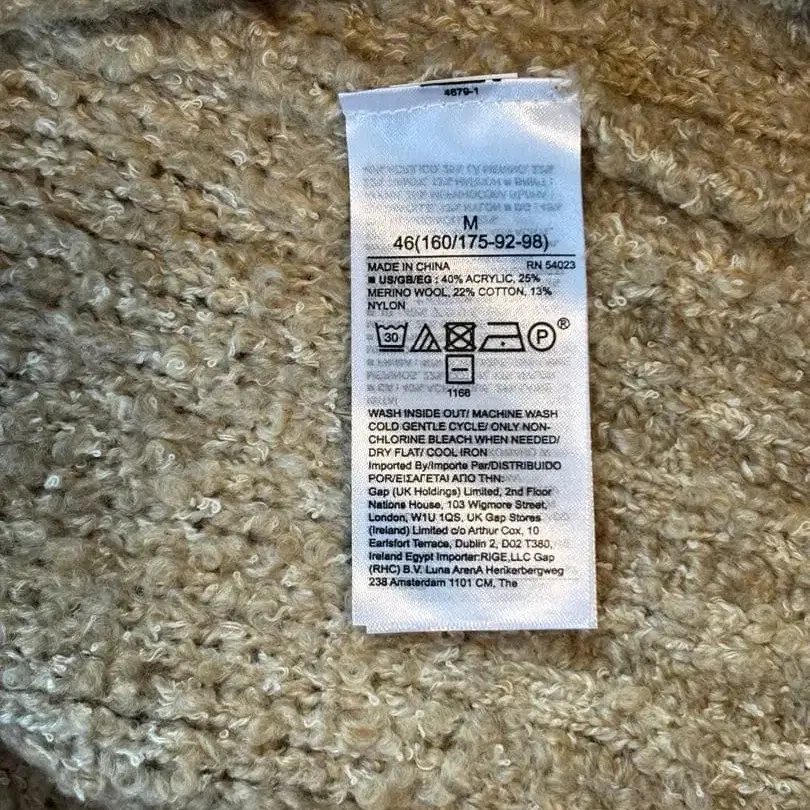 4679-1
M
46(160/175-92-98)
MADE IN CHINA RN 54023
■ US/GB/EG : 40% ACRYLIC, 25%
MERINO WOOL, 22% COTTON, 13%
NYLON
30 P ®
1166
WASH INSIDE OUT/ MACHINE WASH
COLD GENTLE CYCLE/ ONLY NON-
CHLORINE BLEACH WHEN NEEDED/
DRY FLAT/ COOL IRON
Imported By/Importe Par/DISTRIBUIDO
POR/ΕΙΣΑΓΕΤΑΙ ΑΠΟ ΤΗΝ:
Gap (UK Holdings) Limited, 2nd Floor
Nations House, 103 Wigmore Street,
London, W1U 1QS, UK Gap Stores
(Ireland) Limited c/o Arthur Cox, 10
Earlsfort Terrace, Dublin 2, D02 T380,
Ireland Egypt Importer:RIGE,LLC Gap
(RHC) B.V. Luna ArenA Herikerbergweg
238 Amsterdam 1101 CM, The